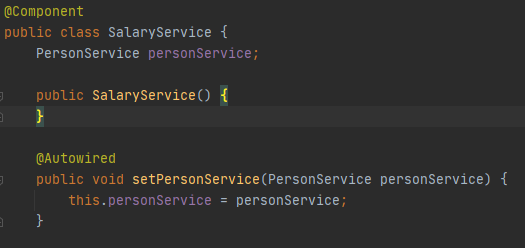 @Component
public class SalaryService {
    PersonService personService;

    public SalaryService() {
    }

    @Autowired
    public void setPersonService(PersonService personService) {
        this.personService = personService;
    }